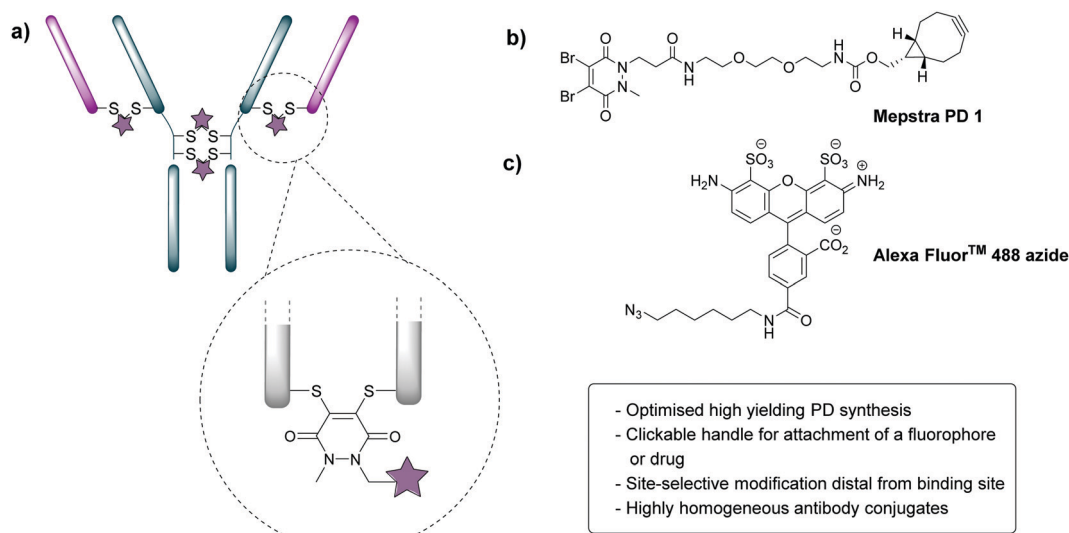 a)
S S
S S
S S
S S
S S
O
O
N N
b)
Br
Br
O
O
N
N
O
N
H
O
O
H
N
O
O
H
H
Mepstra PD 1
c)
⊖
SO3
⊖
SO3
⊕
H2N
O
NH2
⊖
CO2
Alexa Fluor™ 488 azide
N3
N
H
O
- Optimised high yielding PD synthesis
- Clickable handle for attachment of a fluorophore
or drug
- Site-selective modification distal from binding site
- Highly homogeneous antibody conjugates